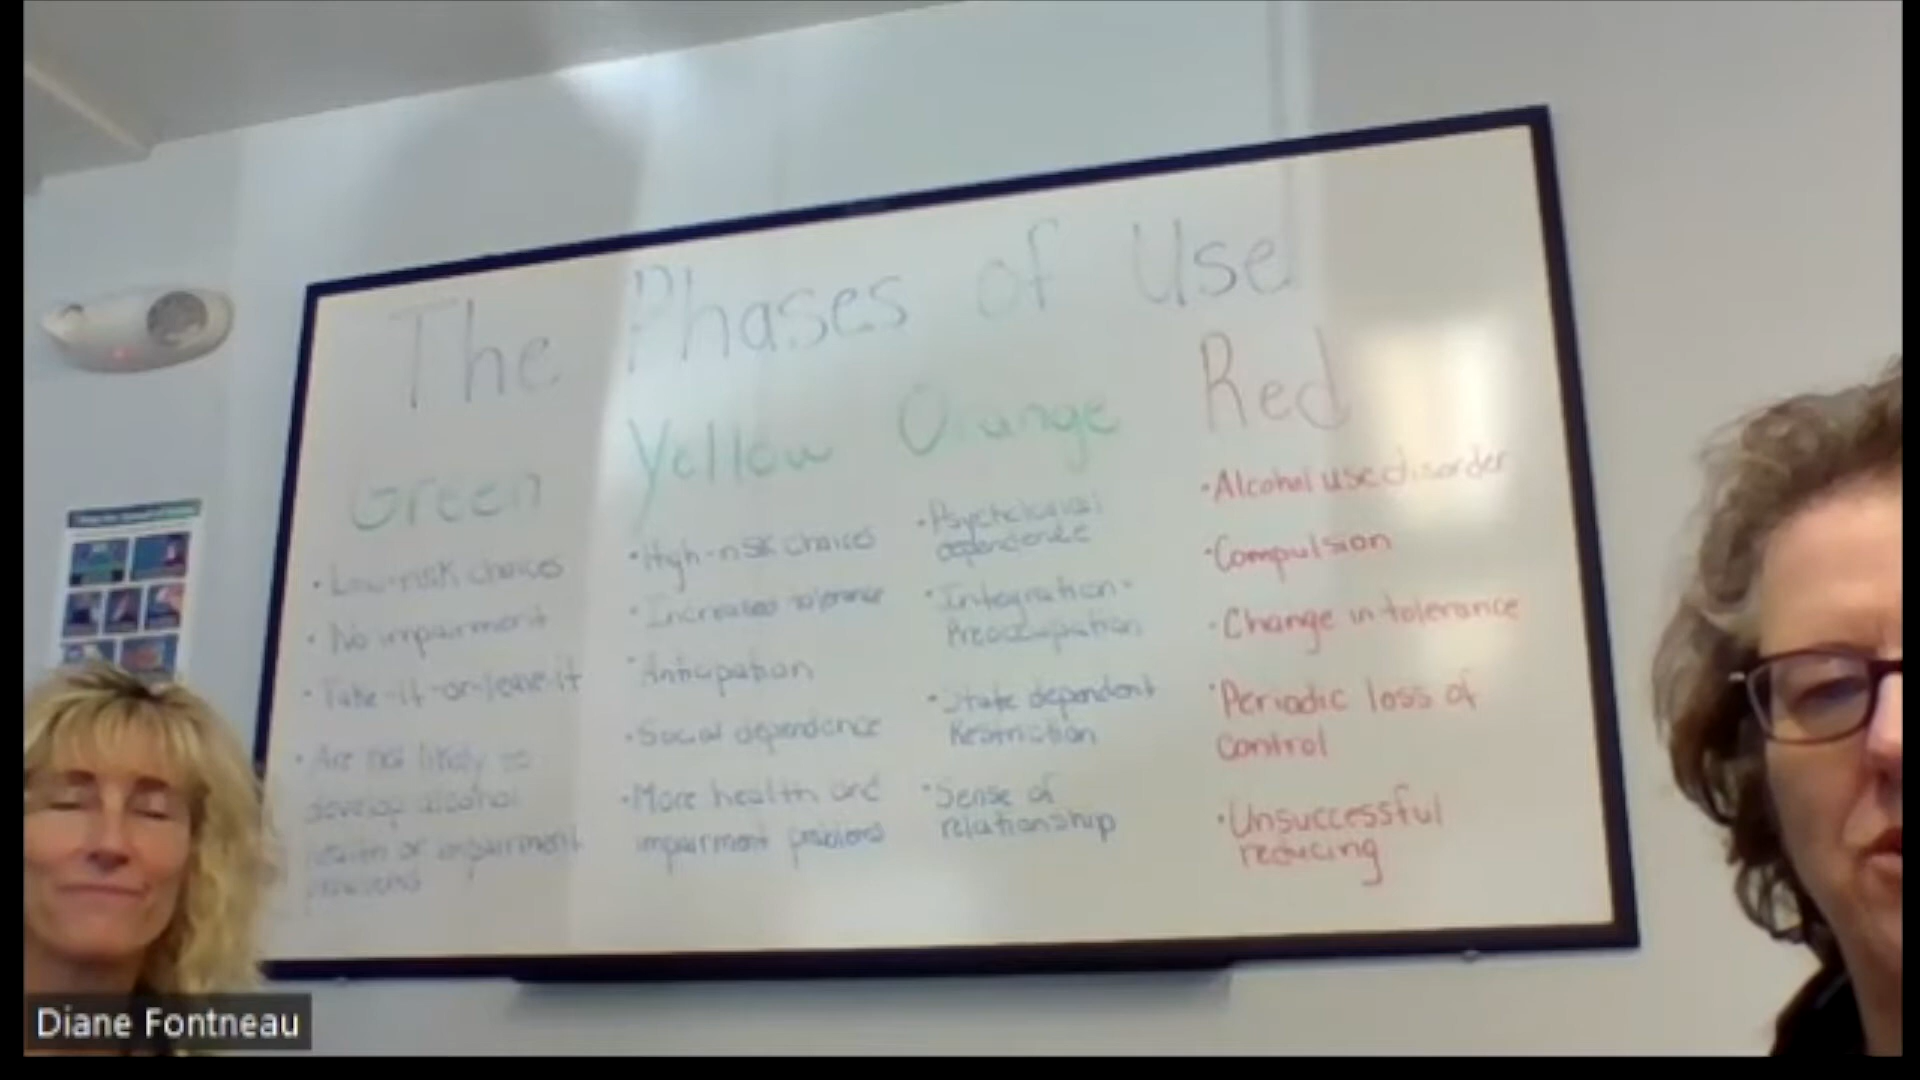 The Phases of Use
Green
• Low-risk choices
• No impairment
• Take-it-or-leave-it
• Are not likely to
develop alcohol
health or impairment
problems
Yellow
• High-risk choices
• Increased tolerance
• Anticipation
• Social dependence
• More health and
impairment problems
Orange
• Psychological
dependence
• Integration-
Preoccupation
• State dependent
Restriction
• Sense of
relationship
Red
• Alcohol use disorder
• Compulsion
• Change in tolerance
• Periodic loss of
control
• Unsuccessful
reducing
Diane Fontneau